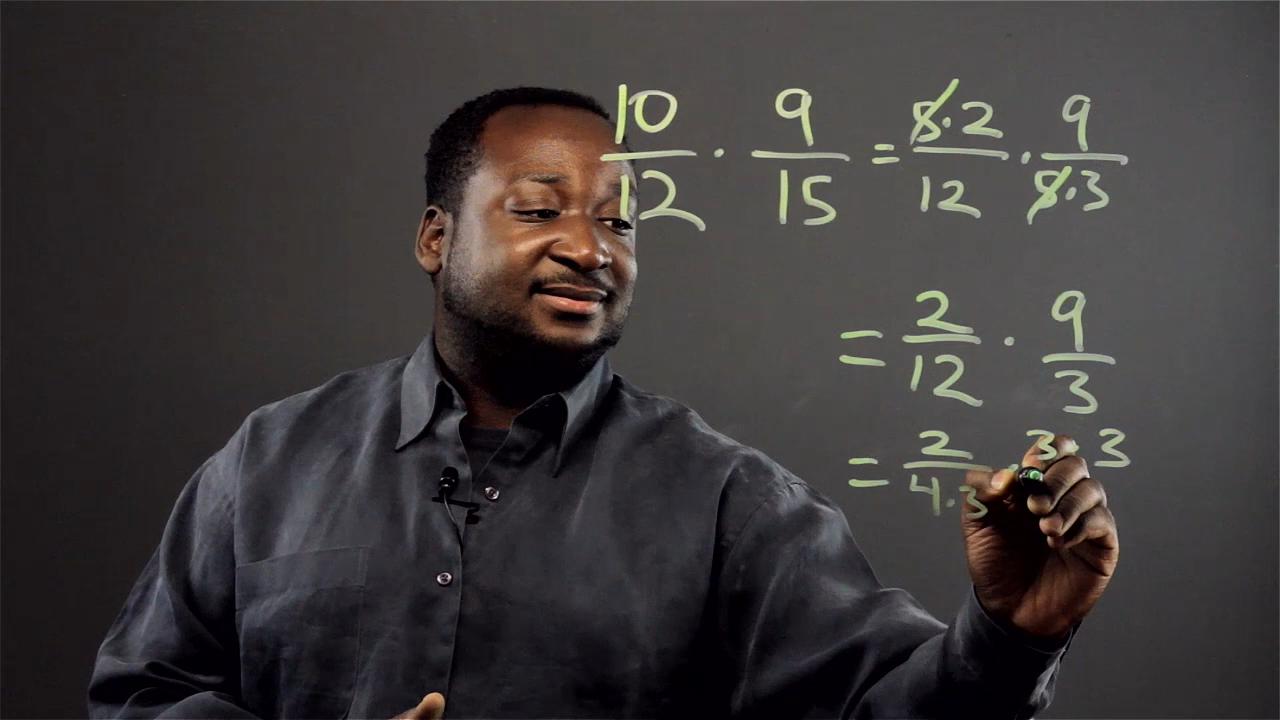 10/12 · 9/15 = 5·2/12 · 9/5·3
= 2/12 · 9/3
= 2/4·3 · 3·3